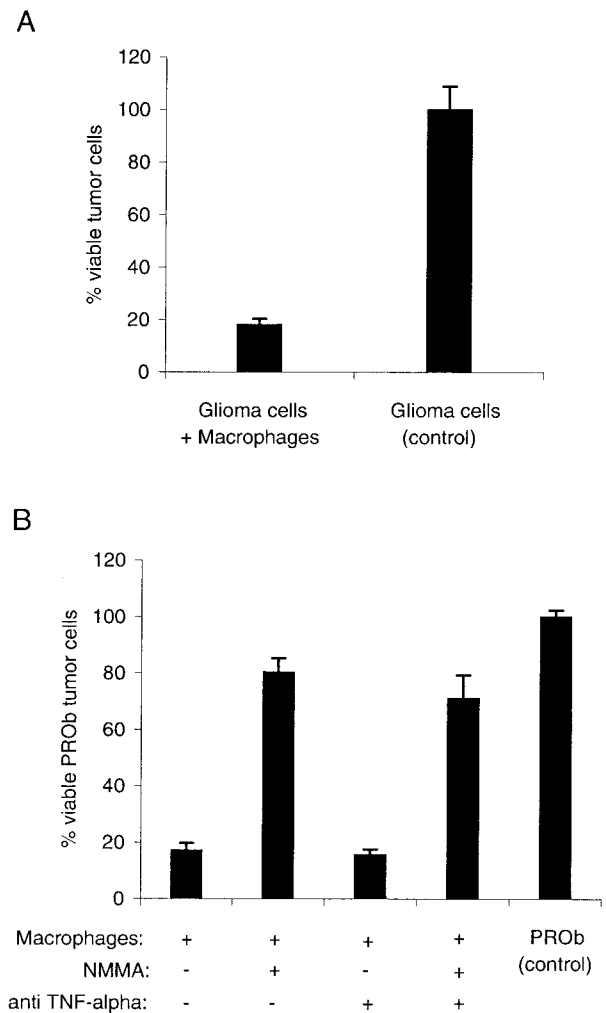 A
% viable tumor cells
120
100
80
60
40
20
0
Glioma cells
+ Macrophages
Glioma cells
(control)
B
% viable PROb tumor cells
120
100
80
60
40
20
0
Macrophages: + + + + PROb
(control)
NMMA: - + - +
anti TNF-alpha: - - + +